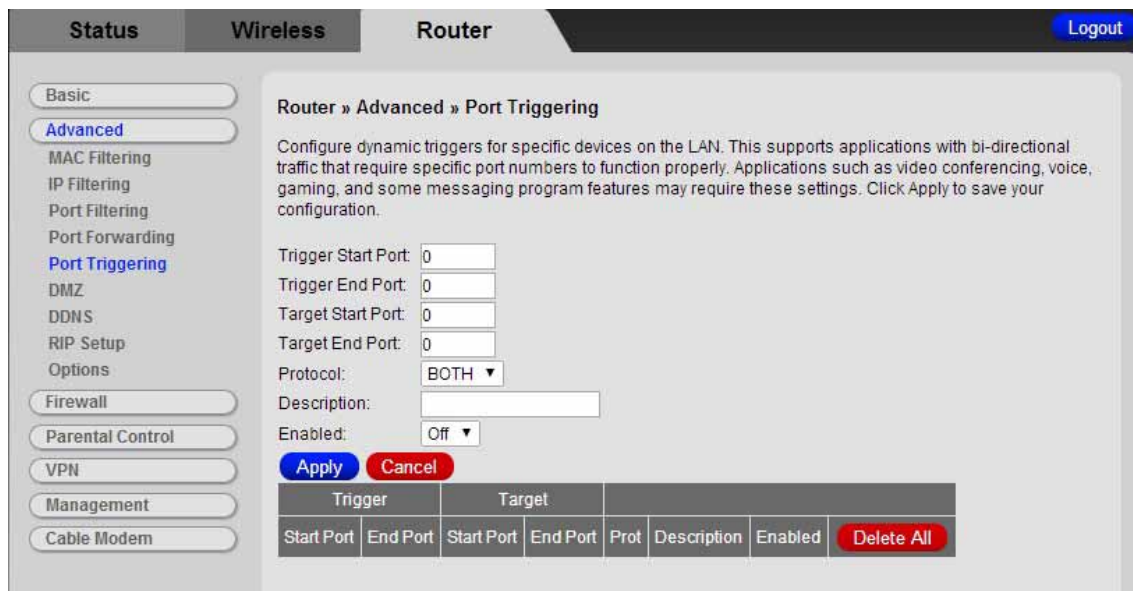 Status Wireless Router Logout
Basic
Advanced
MAC Filtering
IP Filtering
Port Filtering
Port Forwarding
Port Triggering
DMZ
DDNS
RIP Setup
Options
Firewall
Parental Control
VPN
Management
Cable Modem
Router » Advanced » Port Triggering
Configure dynamic triggers for specific devices on the LAN. This supports applications with bi-directional
traffic that require specific port numbers to function properly. Applications such as video conferencing, voice,
gaming, and some messaging program features may require these settings. Click Apply to save your
configuration.
Trigger Start Port: 0
Trigger End Port: 0
Target Start Port: 0
Target End Port: 0
Protocol: BOTH
Description:
Enabled: Off
Apply Cancel
Trigger Target
Start Port End Port Start Port End Port Prot Description Enabled Delete All